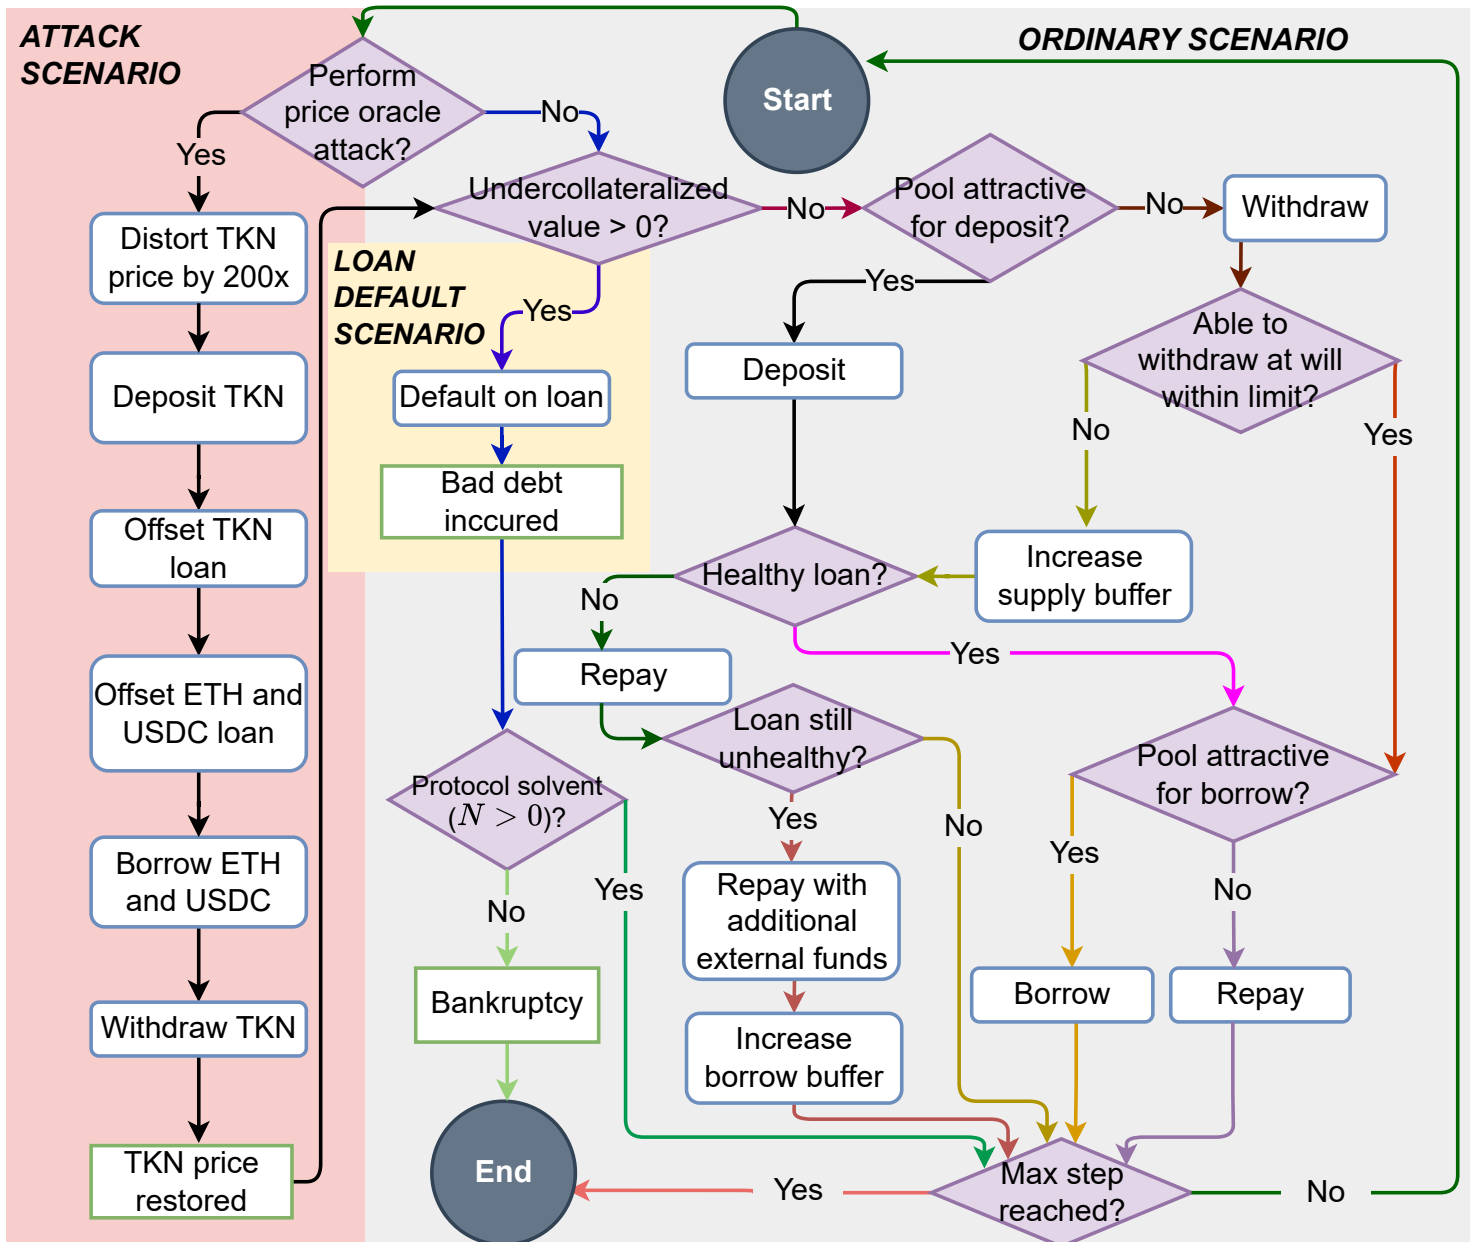 ATTACK
SCENARIO
ORDINARY SCENARIO
Start
Perform
price oracle
attack?
No
Yes
Undercollateralized
value > 0?
No
Pool attractive
for deposit?
No
Withdraw
Distort TKN
price by 200x
LOAN
DEFAULT
SCENARIO
Yes
Yes
Able to
withdraw at will
within limit?
Deposit TKN
Default on loan
Deposit
No
Yes
Bad debt
inccured
Offset TKN
loan
Healthy loan?
Increase
supply buffer
No
Yes
Repay
Offset ETH and
USDC loan
Loan still
unhealthy?
Pool attractive
for borrow?
Protocol solvent
(N > 0)?
Yes
No
Yes
Borrow ETH
and USDC
No
Yes
No
Repay with
additional
external funds
Bankruptcy
Borrow
Repay
Withdraw TKN
Increase
borrow buffer
TKN price
restored
End
Yes
Max step
reached?
No